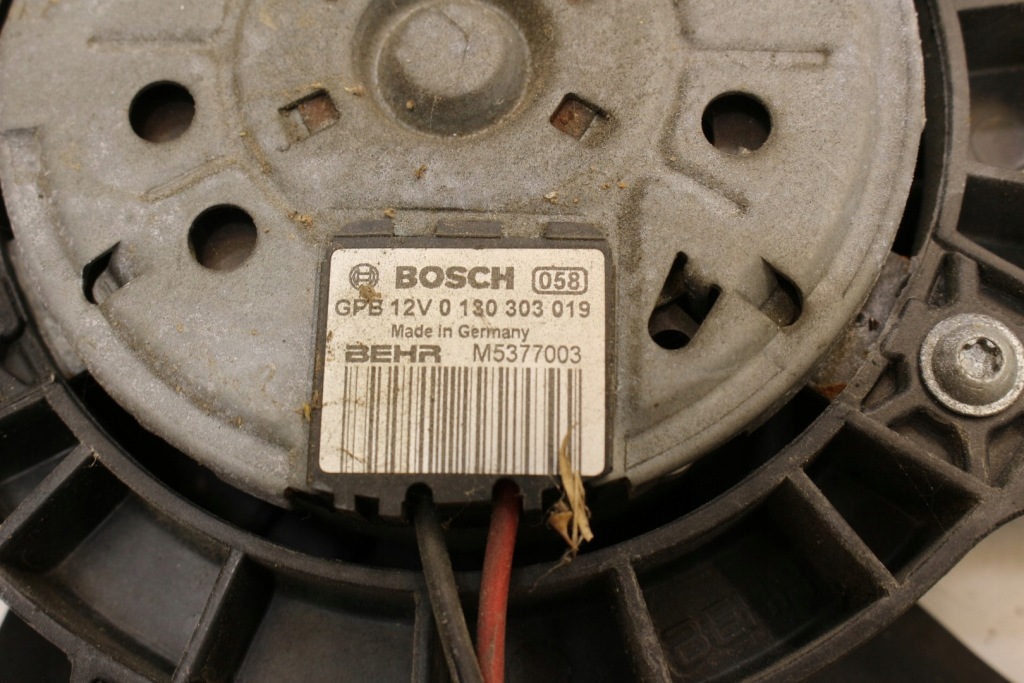 BOSCH 058
GPB 12V 0 130 303 019
Made in Germany
BEHR M5377003